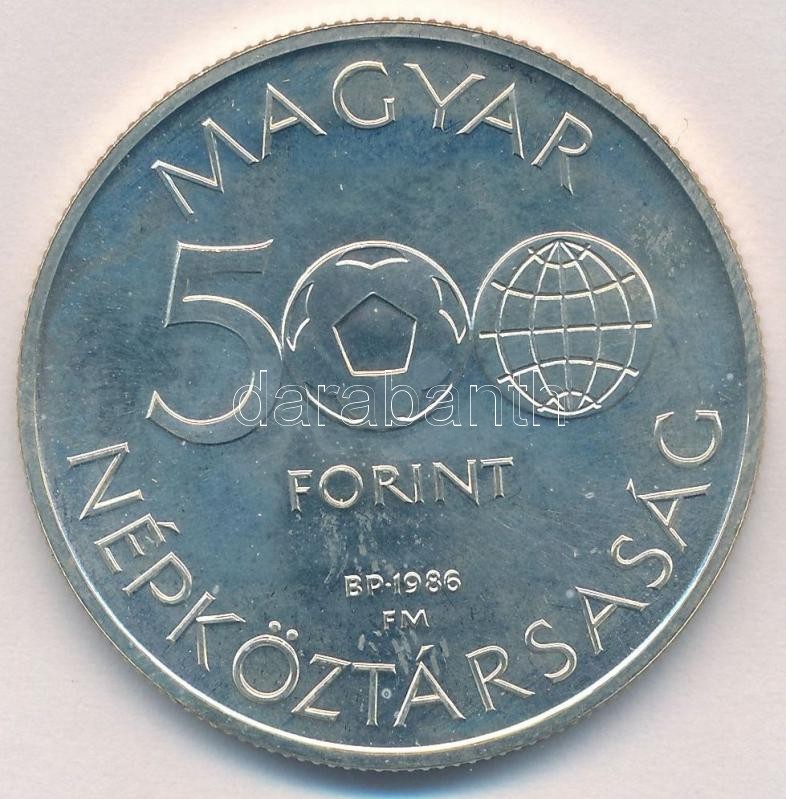 MAGYAR
500
darabanth
FORINT
BP·1986
FM
NÉPKÖZTÁRSASÁG